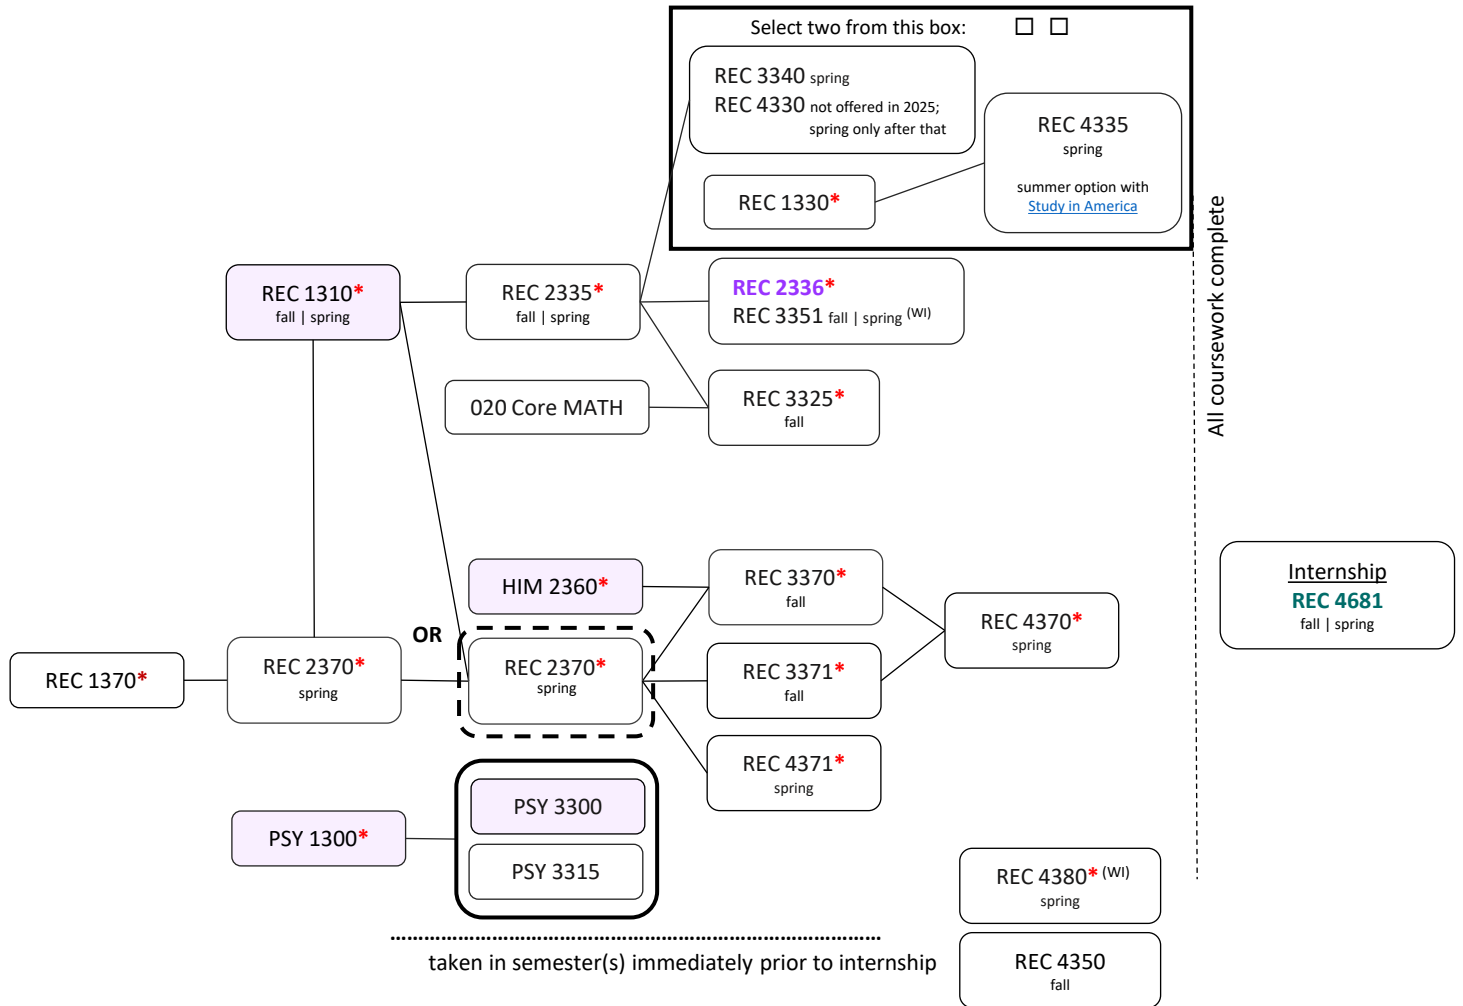 Select two from this box: □ □
REC 3340 spring
REC 4330 not offered in 2025;
spring only after that
REC 4335
spring
summer option with
Study in America
REC 1330*
All coursework complete
REC 1310*
fall | spring
REC 2335*
fall | spring
REC 2336*
REC 3351 fall | spring (WI)
020 Core MATH
REC 3325*
fall
HIM 2360*
REC 3370*
fall
Internship
REC 4681
fall | spring
OR
REC 4370*
spring
REC 1370*
REC 2370*
spring
REC 2370*
spring
REC 3371*
fall
REC 4371*
spring
PSY 1300*
PSY 3300
PSY 3315
REC 4380* (WI)
spring
taken in semester(s) immediately prior to internship
REC 4350
fall